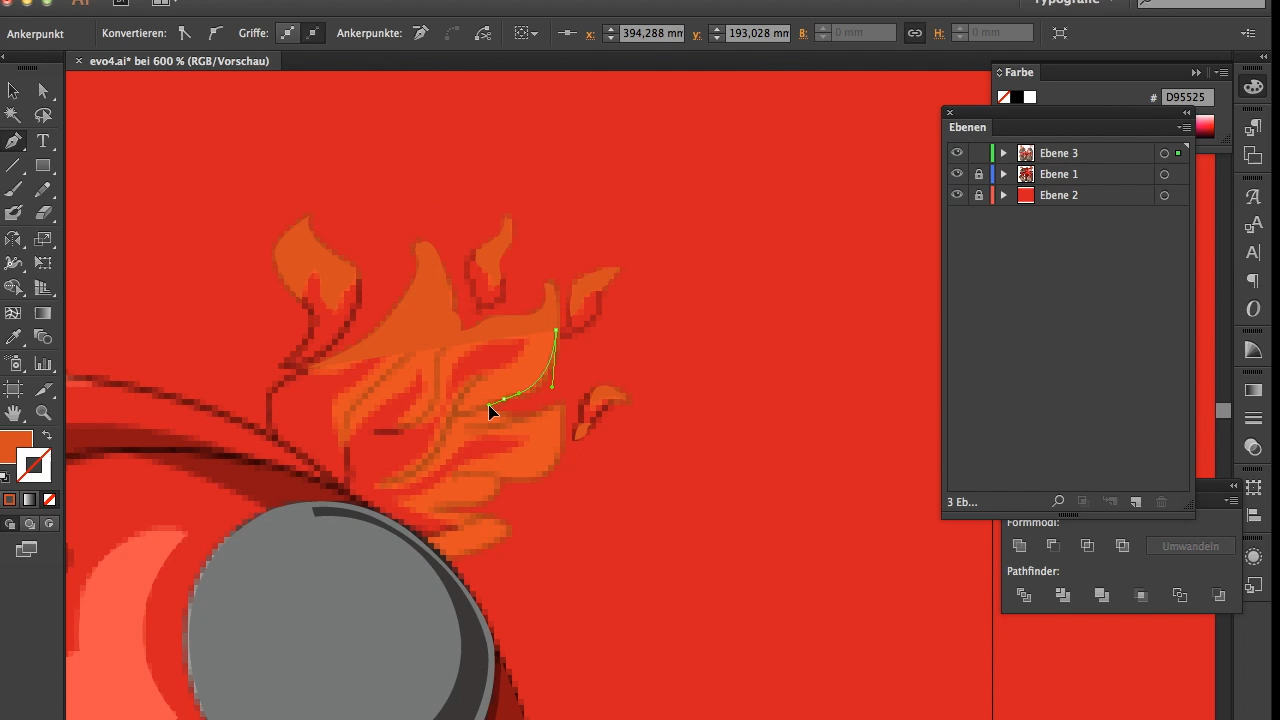 Typografie
Ankerpunkt
Konvertieren:
Griffe:
Ankerpunkte:
x: 394,288 mm
y: 193,028 mm
B: 0 mm
H: 0 mm
× evo4.ai* bei 600 % (RGB/Vorschau)
Farbe
# D95525
Ebenen
Ebene 3
Ebene 1
Ebene 2
3 Eb...
Formmodi:
Umwandeln
Pathfinder: